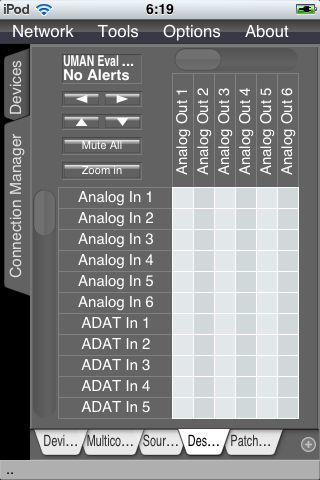 iPod 6:19
Network Tools Options About
Devices
Connection Manager
UMAN Eval ...
No Alerts
Mute All
Zoom in
Analog Out 1
Analog Out 2
Analog Out 3
Analog Out 4
Analog Out 5
Analog Out 6
Analog In 1
Analog In 2
Analog In 3
Analog In 4
Analog In 5
Analog In 6
ADAT In 1
ADAT In 2
ADAT In 3
ADAT In 4
ADAT In 5
Devi... Multico... Sour... Des... Patch...
..